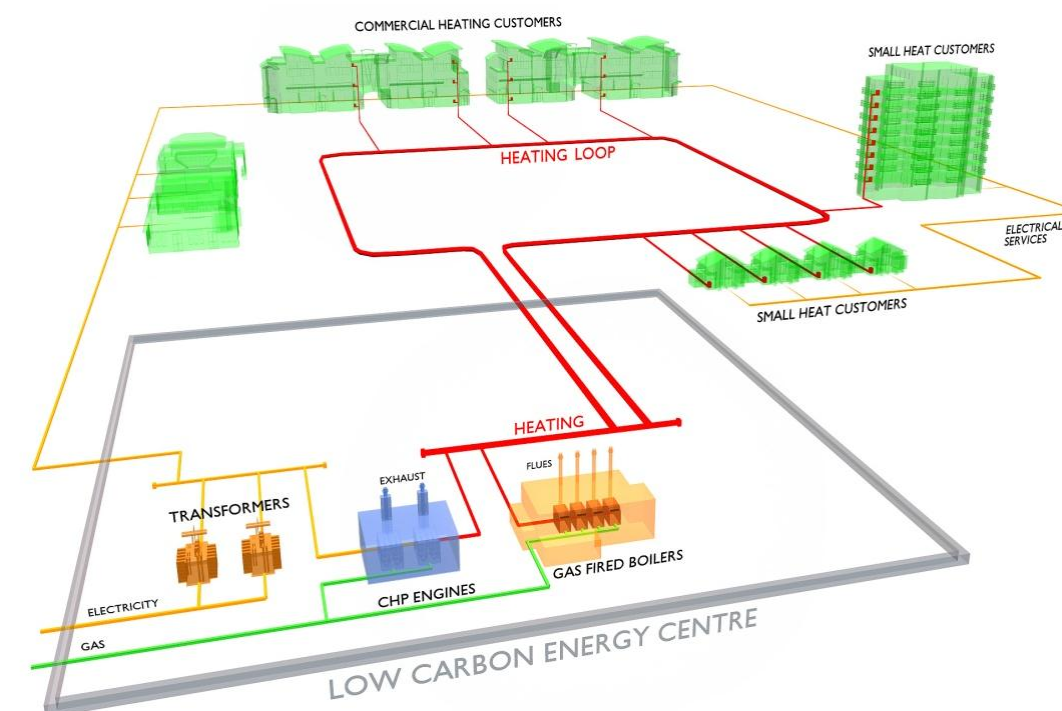 COMMERCIAL HEATING CUSTOMERS
SMALL HEAT CUSTOMERS
HEATING LOOP
ELECTRICAL
SERVICES
SMALL HEAT CUSTOMERS
HEATING
FLUES
EXHAUST
TRANSFORMERS
GAS FIRED BOILERS
CHP ENGINES
ELECTRICITY
GAS
LOW CARBON ENERGY CENTRE